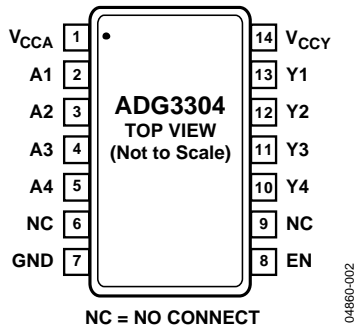 VCCA 1 14 VCCY
A1 2 13 Y1
A2 3 ADG3304 12 Y2
TOP VIEW
A3 4 (Not to Scale) 11 Y3
A4 5 10 Y4
NC 6 9 NC
GND 7 8 EN
NC = NO CONNECT
04860-002